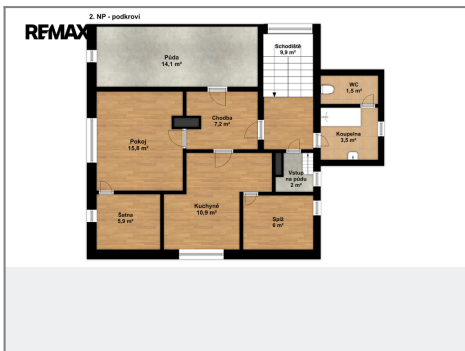 2. NP - podkroví
RE/MAX
Půda
14,1 m²
Schodiště
9,8 m²
WC
1,5 m²
Chodba
7,2 m²
Koupelna
3,5 m²
Pokoj
15,8 m²
Vstup
na půdu
2 m²
Kuchyně
10,9 m²
Šatna
5,9 m²
Spíž
6 m²